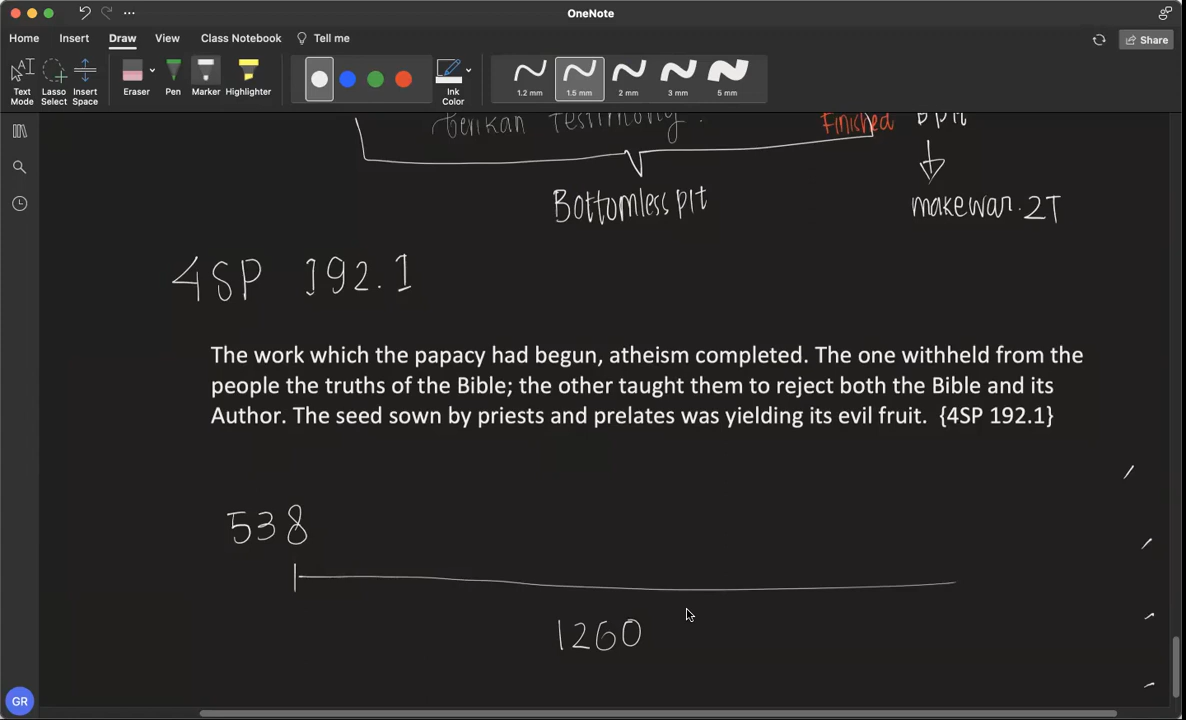 OneNote
Home Insert Draw View Class Notebook Tell me
Share
Text Mode
Lasso Select
Insert Space
Eraser
Pen
Marker
Highlighter
Ink Color
1.2 mm
1.5 mm
2 mm
3 mm
5 mm
Testimony.
Finished
Bottomless pit
make war. 2T
4SP 192.1
The work which the papacy had begun, atheism completed. The one withheld from the
people the truths of the Bible; the other taught them to reject both the Bible and its
Author. The seed sown by priests and prelates was yielding its evil fruit. {4SP 192.1}
538
1260
GR